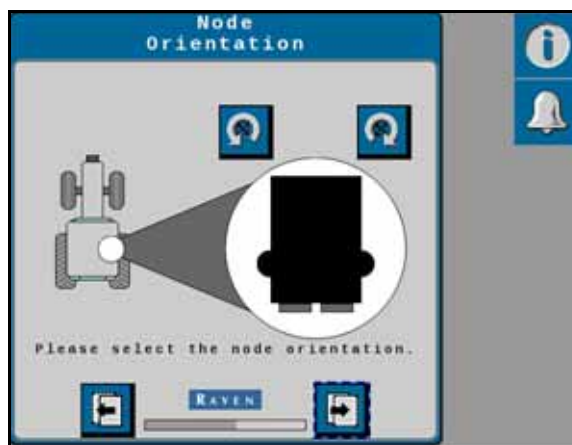 Node
Orientation
Please select the node orientation.
RAVEN